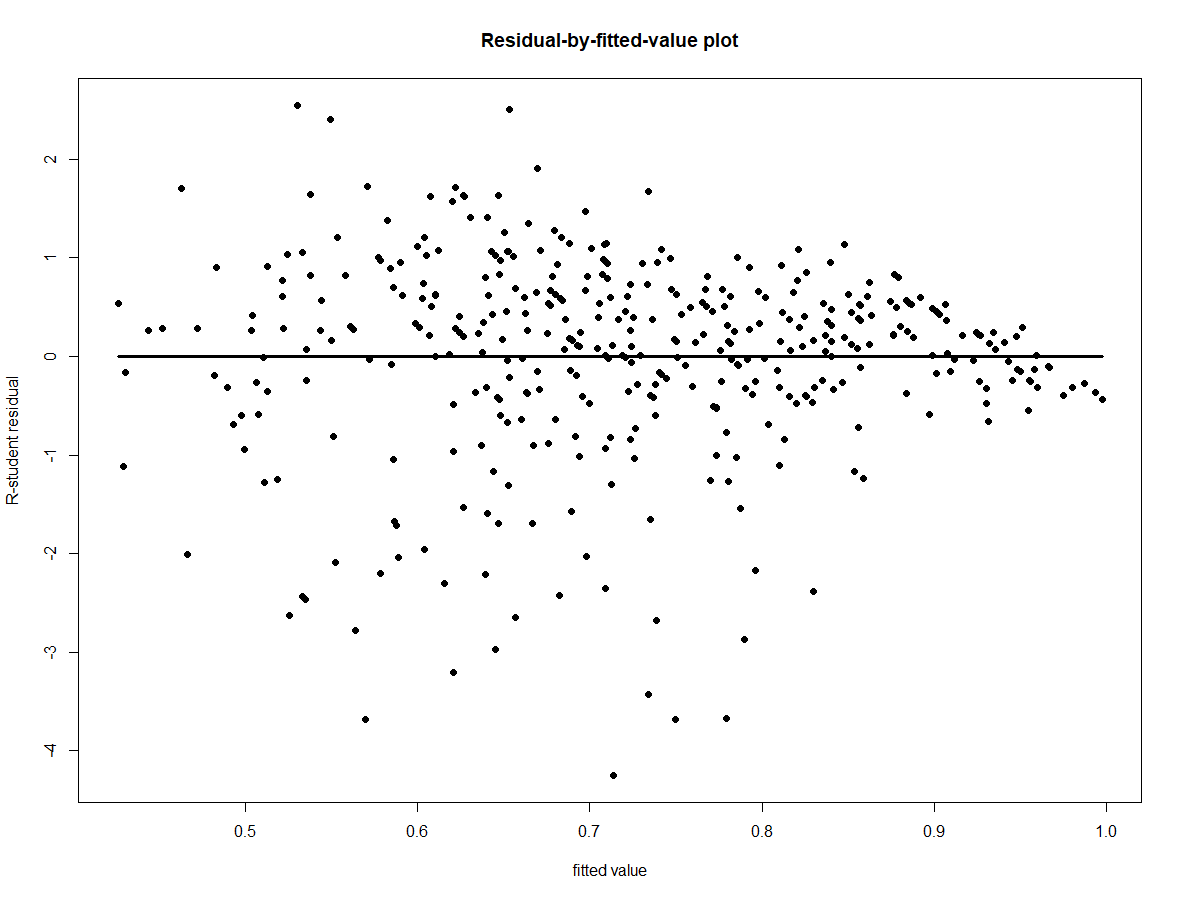 Residual-by-fitted-value plot
R-student residual
2
1
0
-1
-2
-3
-4
0.5 0.6 0.7 0.8 0.9 1.0
fitted value